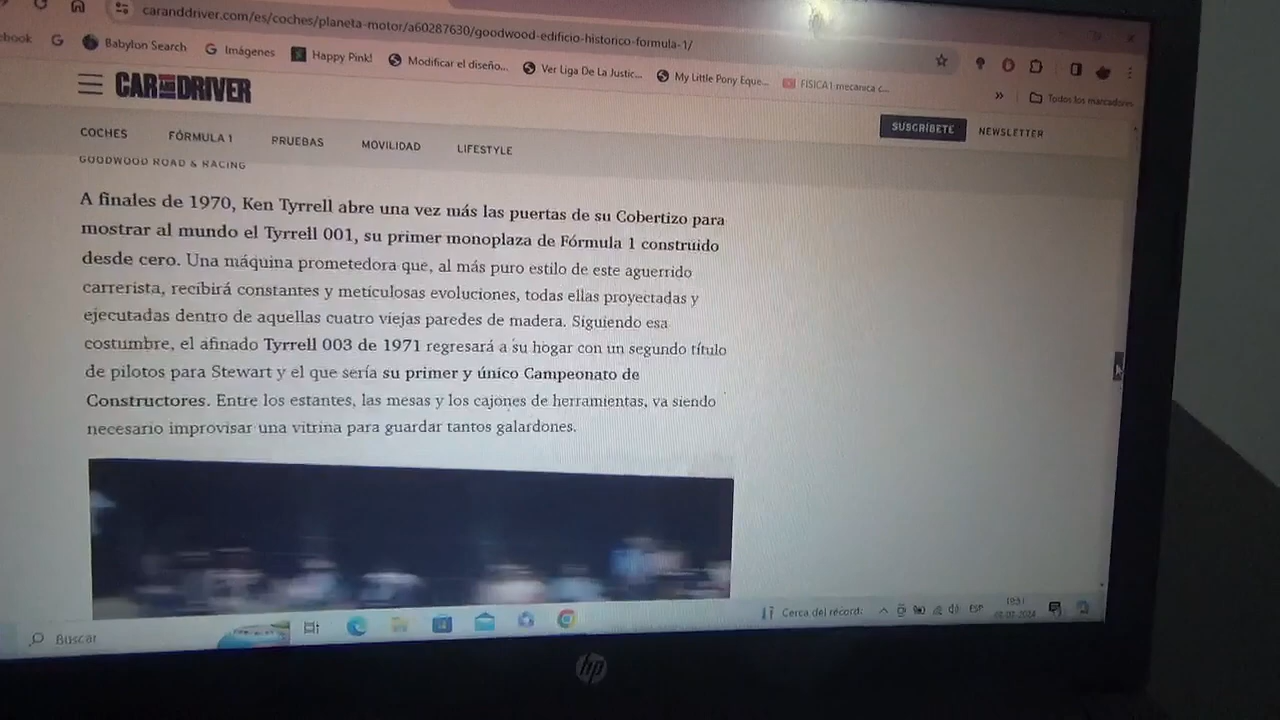 caranddriver.com/es/coches/planeta-motor/a60287630/goodwood-edificio-historico-formula-1/
ebook G Babylon Search Imágenes Happy Pink! Modificar el diseño... Ver Liga De La Justic... My Little Pony Eque... FISICA1 mecanica c...
» Todos los marcadores
CAR AND DRIVER
SUSCRÍBETE NEWSLETTER
COCHES FÓRMULA 1 PRUEBAS MOVILIDAD LIFESTYLE
GOODWOOD ROAD & RACING
A finales de 1970, Ken Tyrrell abre una vez más las puertas de su Cobertizo para
mostrar al mundo el Tyrrell 001, su primer monoplaza de Fórmula 1 construido
desde cero. Una máquina prometedora que, al más puro estilo de este aguerrido
carrerista, recibirá constantes y meticulosas evoluciones, todas ellas proyectadas y
ejecutadas dentro de aquellas cuatro viejas paredes de madera. Siguiendo esa
costumbre, el afinado Tyrrell 003 de 1971 regresará a su hogar con un segundo título
de pilotos para Stewart y el que sería su primer y único Campeonato de
Constructores. Entre los estantes, las mesas y los cajones de herramientas, va siendo
necesario improvisar una vitrina para guardar tantos galardones.
Buscar
Cerca del récord: ESP
hp